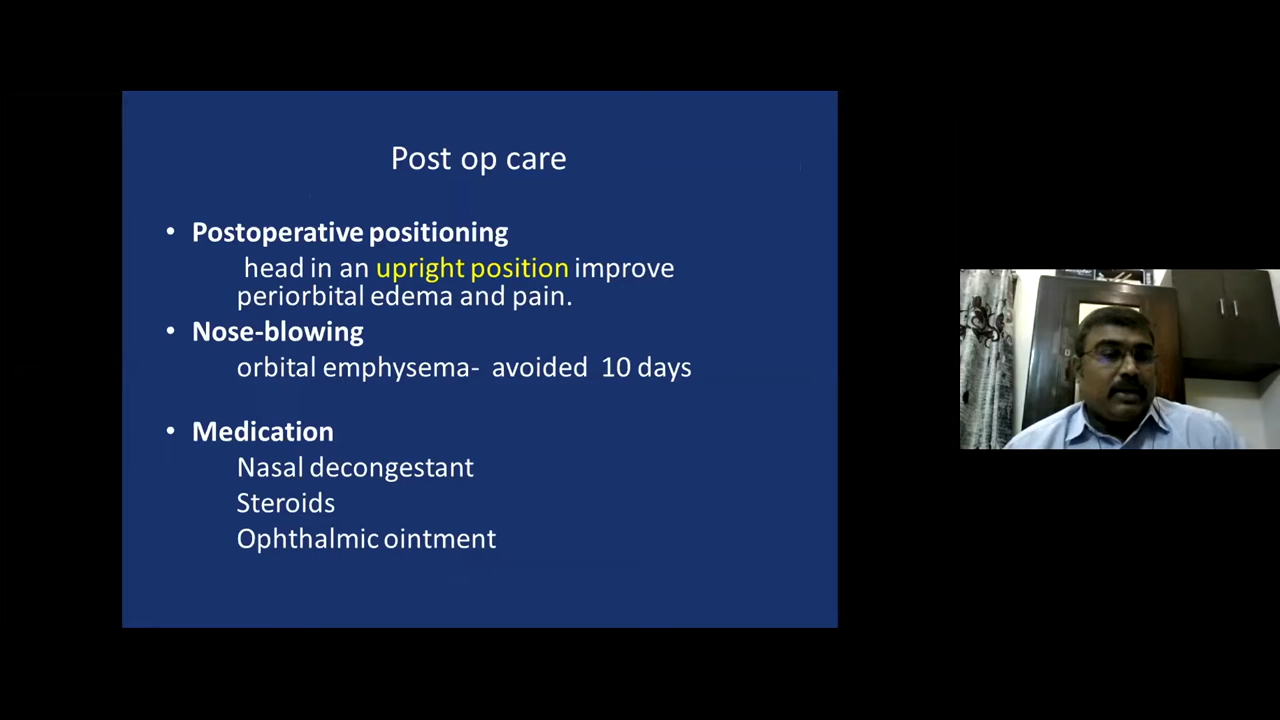 Post op care
• Postoperative positioning
head in an upright position improve
periorbital edema and pain.
• Nose-blowing
orbital emphysema- avoided 10 days
• Medication
Nasal decongestant
Steroids
Ophthalmic ointment